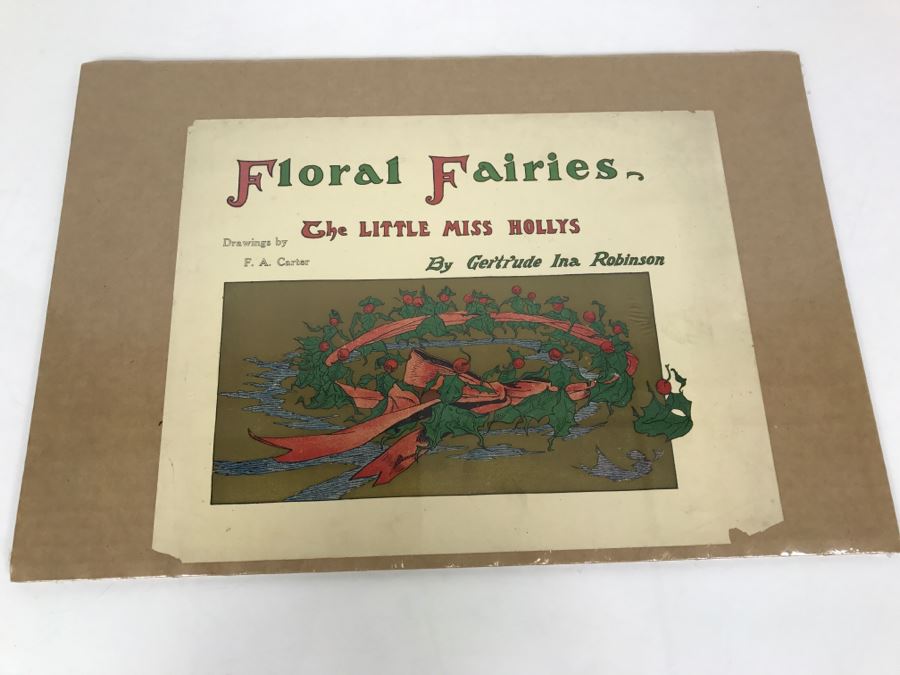 Floral Fairies
The LITTLE MISS HOLLYS
Drawings by
F. A. Carter
By Gertrude Ina Robinson